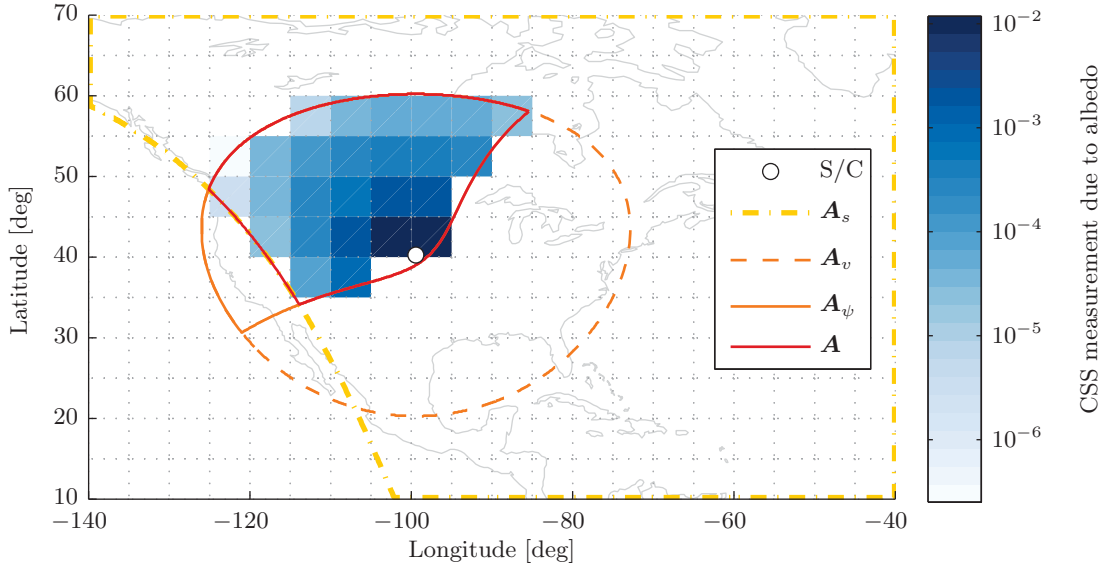 70
60
50
40
30
20
10
Latitude [deg]
−140
−120
−100
−80
−60
−40
Longitude [deg]
S/C
A_s
A_v
A_ψ
A
10^−2
10^−3
10^−4
10^−5
10^−6
CSS measurement due to albedo